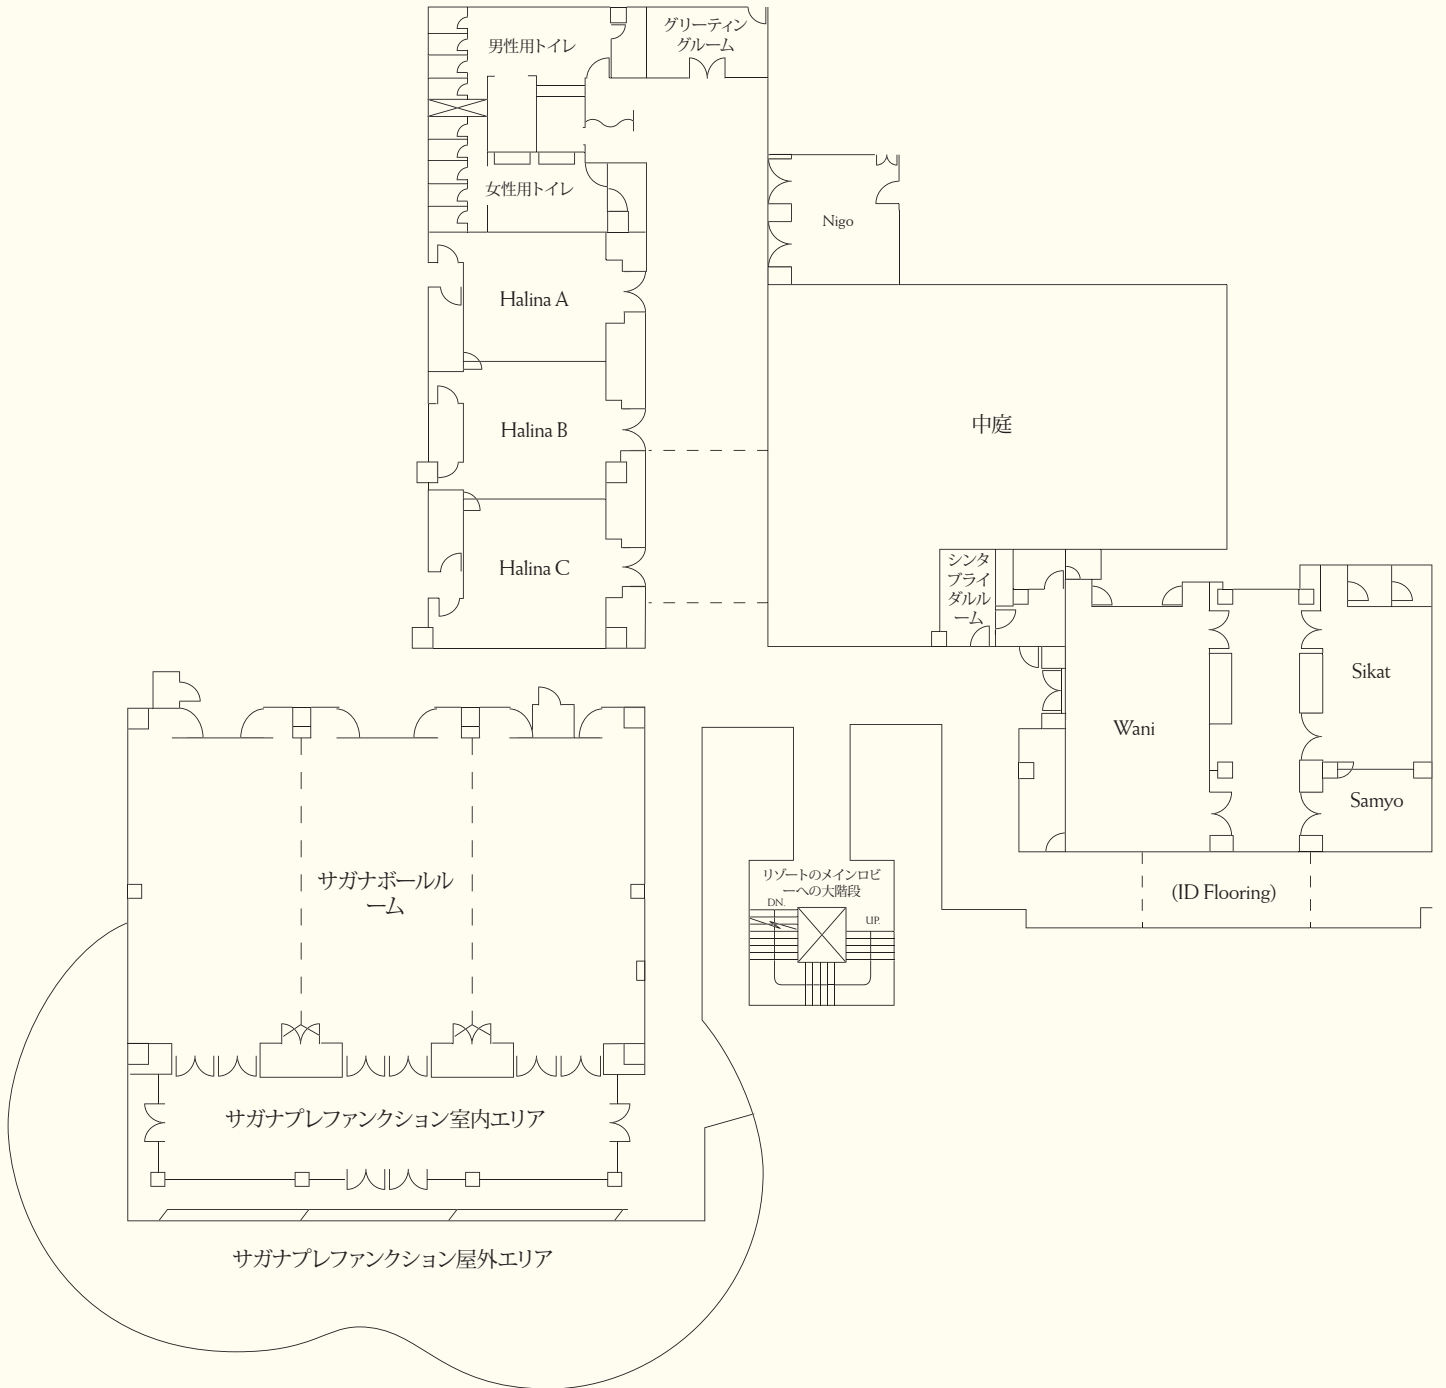 男性用トイレ
グリーティン
グルーム
女性用トイレ
Nigo
Halina A
Halina B
中庭
Halina C
シンタ
ブライ
ダルル
ーム
Sikat
Wani
Samyo
サガナボールル
ーム
リゾートのメインロビ
ーへの大階段
DN.
UP.
(ID Flooring)
サガナプレファンクション室内エリア
サガナプレファンクション屋外エリア